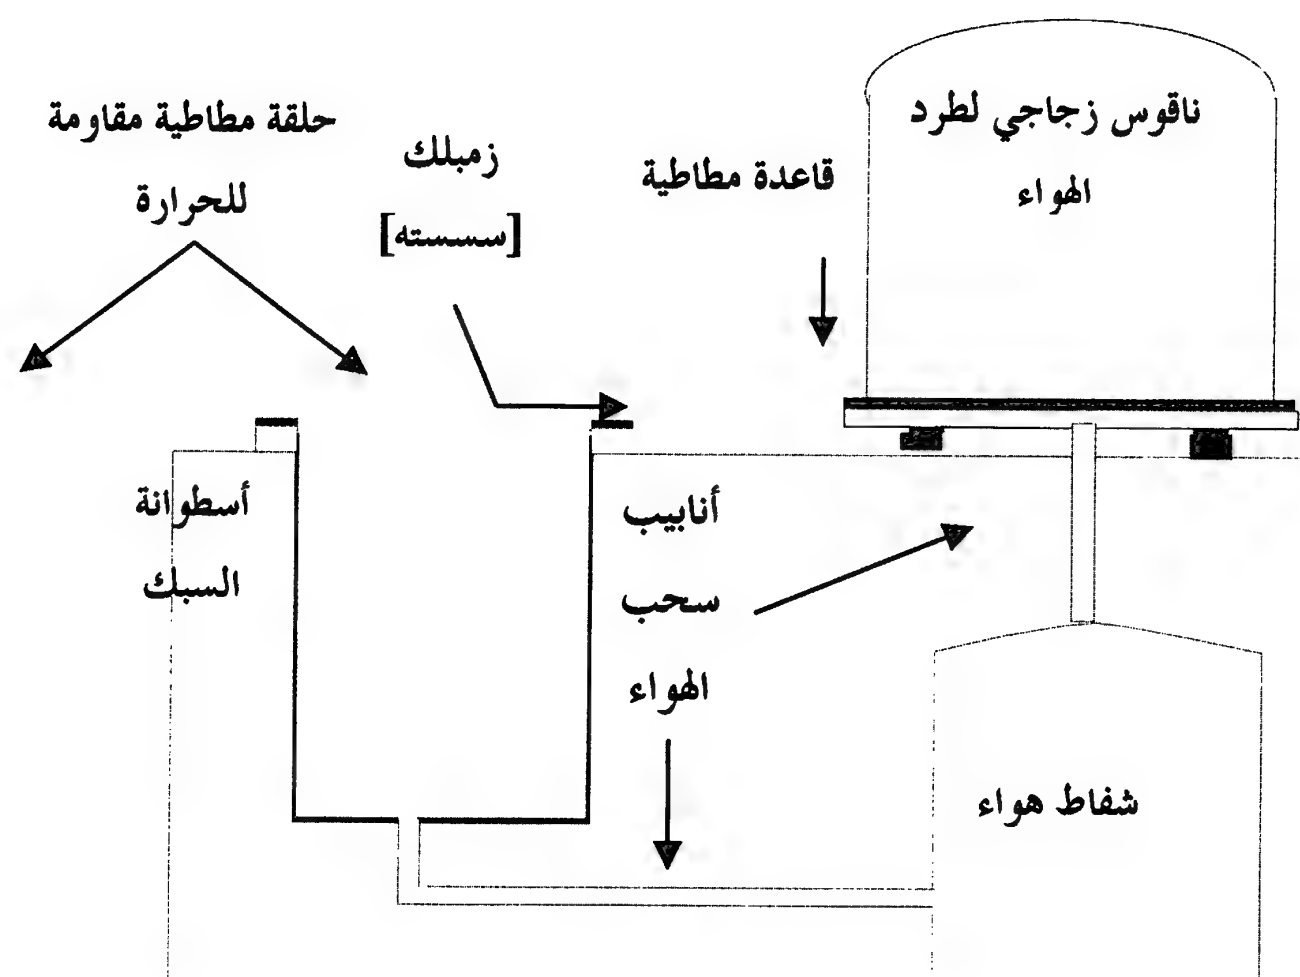 ناقوس زجاجي لطرد
الهواء
قاعدة مطاطية
زمبلك
[سسسته]
حلقة مطاطية مقاومة
للحرارة
أنابيب
سحب
الهواء
أسطوانة
السبك
شفاط هواء